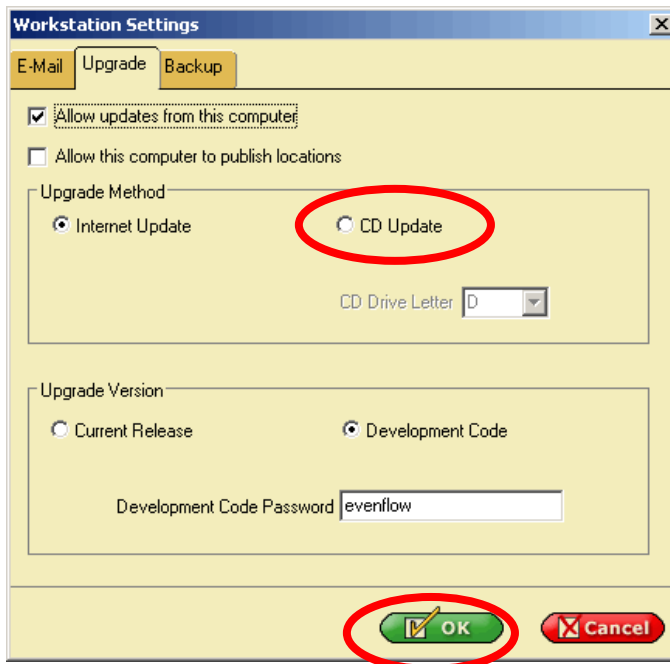 Workstation Settings
E-Mail Upgrade Backup
Allow updates from this computer
Allow this computer to publish locations
Upgrade Method
Internet Update CD Update
CD Drive Letter D
Upgrade Version
Current Release Development Code
Development Code Password evenflow
OK Cancel